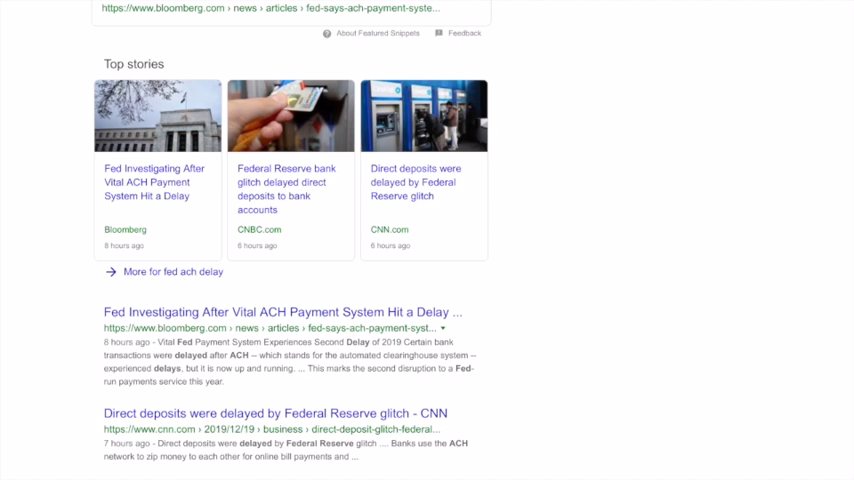 https://www.bloomberg.com › news › articles › fed-says-ach-payment-syste...
About Featured Snippets
Feedback
Top stories
Fed Investigating After
Vital ACH Payment
System Hit a Delay
Bloomberg
8 hours ago
Federal Reserve bank
glitch delayed direct
deposits to bank
accounts
CNBC.com
6 hours ago
Direct deposits were
delayed by Federal
Reserve glitch
CNN.com
6 hours ago
More for fed ach delay
Fed Investigating After Vital ACH Payment System Hit a Delay ...
https://www.bloomberg.com › news › articles › fed-says-ach-payment-syst...
8 hours ago - Vital Fed Payment System Experiences Second Delay of 2019 Certain bank
transactions were delayed after ACH -- which stands for the automated clearinghouse system --
experienced delays, but it is now up and running. ... This marks the second disruption to a Fed-
run payments service this year.
Direct deposits were delayed by Federal Reserve glitch - CNN
https://www.cnn.com › 2019/12/19 › business › direct-deposit-glitch-federal...
7 hours ago - Direct deposits were delayed by Federal Reserve glitch .... Banks use the ACH
network to zip money to each other for online bill payments and ...